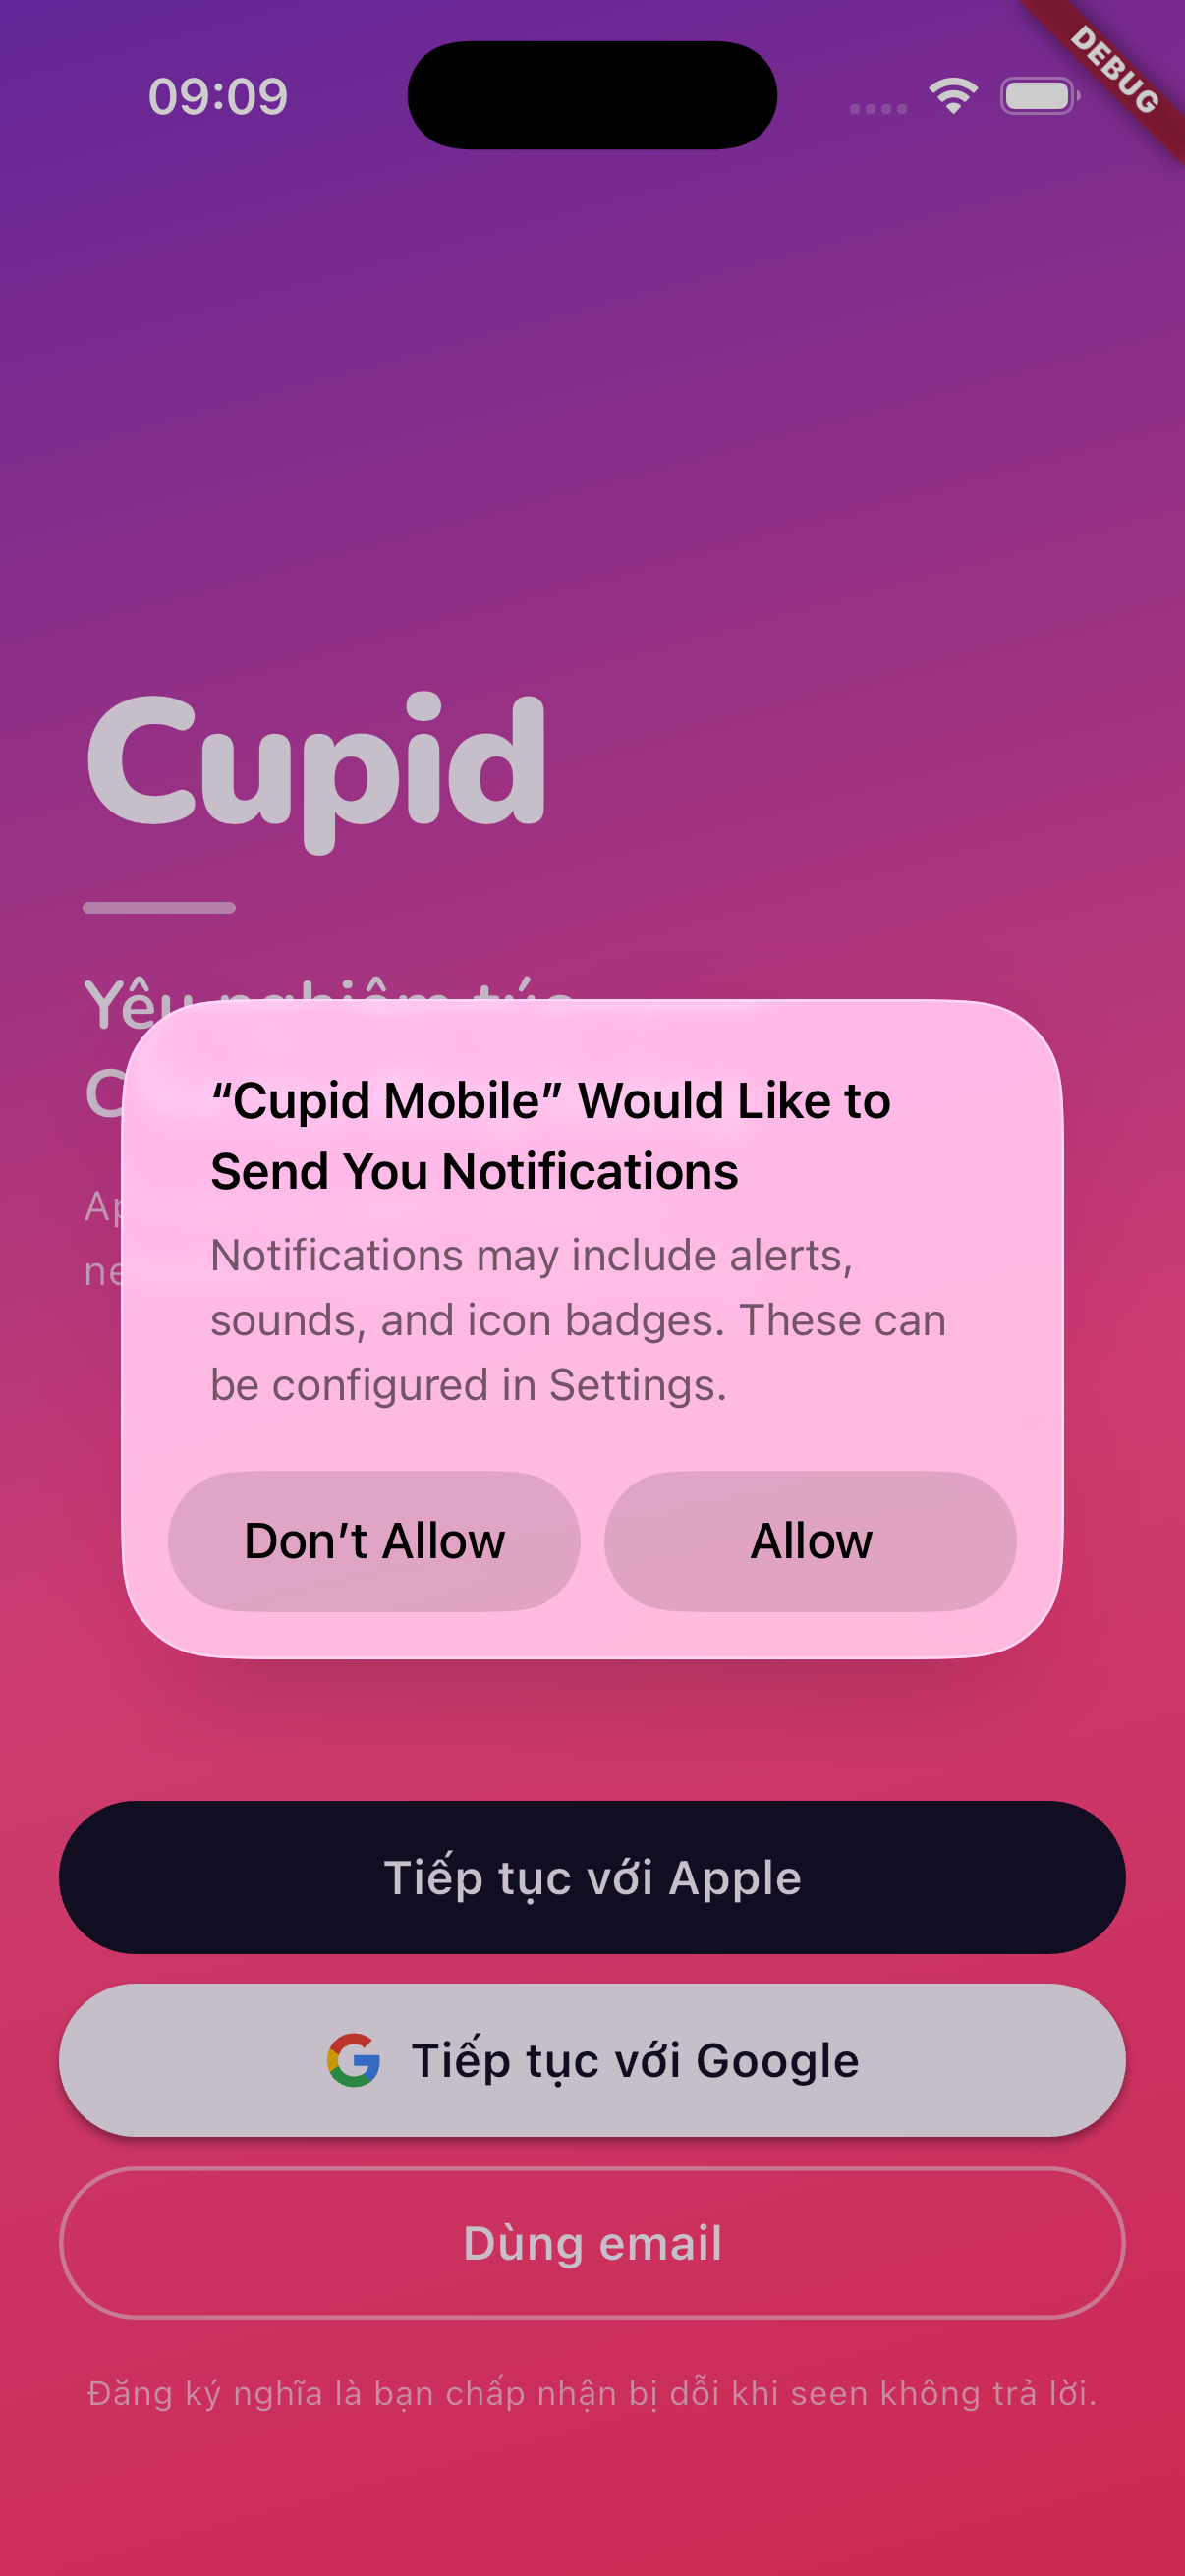 09:09
DEBUG
Cupid
“Cupid Mobile” Would Like to
Send You Notifications
Notifications may include alerts,
sounds, and icon badges. These can
be configured in Settings.
Don’t Allow
Allow
Tiếp tục với Apple
Tiếp tục với Google
Dùng email
Đăng ký nghĩa là bạn chấp nhận bị dỗi khi seen không trả lời.